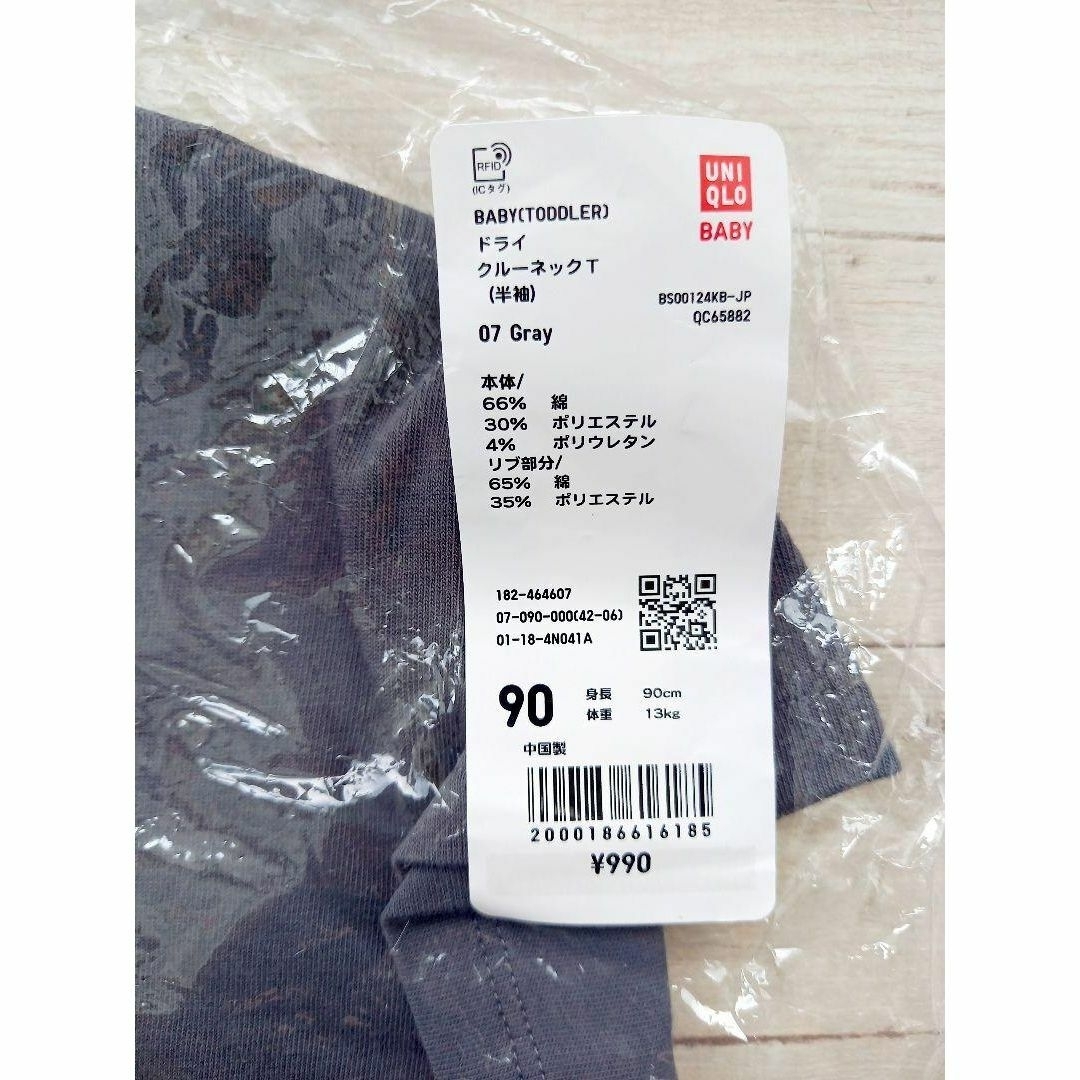 RFID
(ICタグ)
UNI
QLO
BABY
BABY(TODDLER)
ドライ
クルーネックT
(半袖)
BS00124KB-JP
QC65882
07 Gray
本体/
66% 綿
30% ポリエステル
4% ポリウレタン
リブ部分/
65% 綿
35% ポリエステル
182-464607
07-090-000(42-06)
01-18-4N041A
90
身長 90cm
体重 13kg
中国製
2000186616185
¥990